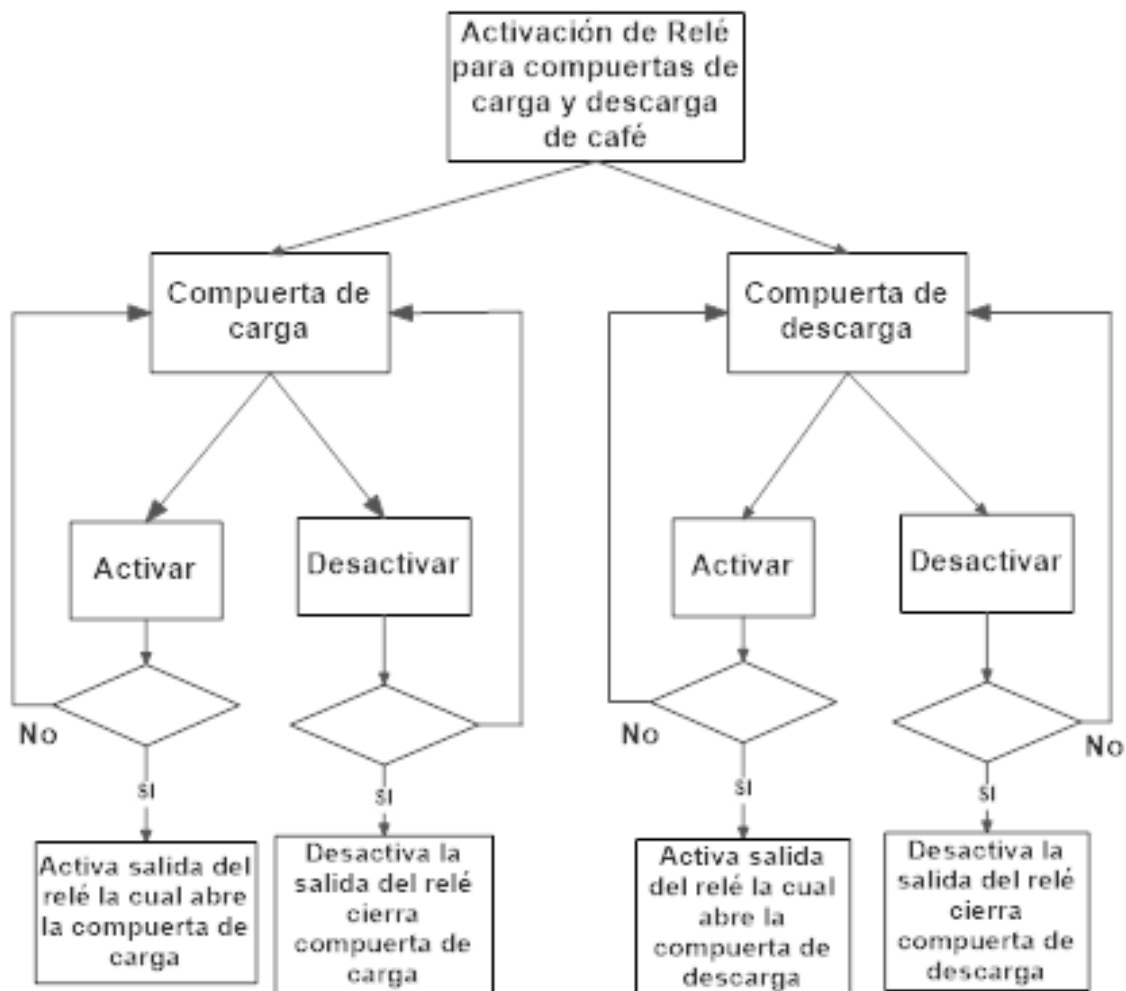 Activación de Relé
para compuertas de
carga y descarga
de café
Compuerta de
carga
Compuerta de
descarga
Activar
Desactivar
Activar
Desactivar
No
No
No
SI
SI
SI
SI
Activa salida del
relé la cual abre
la compuerta de
carga
Desactiva la
salida del relé
cierra
compuerta de
carga
Activa salida
del relé la cual
abre la
compuerta de
descarga
Desactiva la
salida del relé
cierra
compuerta de
descarga